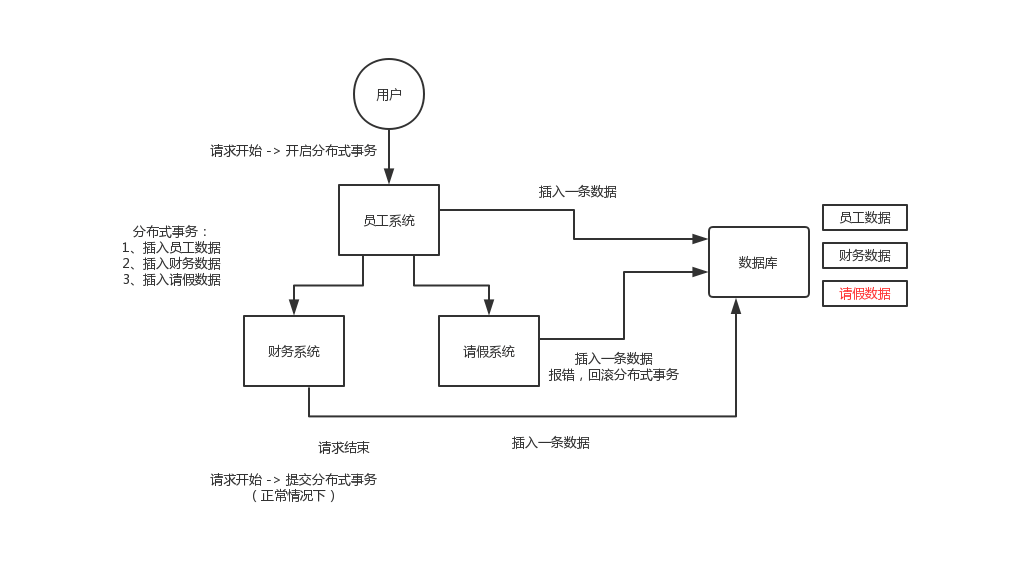 用户
请求开始 -> 开启分布式事务
员工系统
插入一条数据
分布式事务：
1、插入员工数据
2、插入财务数据
3、插入请假数据
数据库
员工数据
财务数据
请假数据
财务系统
请假系统
插入一条数据
报错，回滚分布式事务
请求结束
插入一条数据
请求开始 -> 提交分布式事务
（正常情况下）